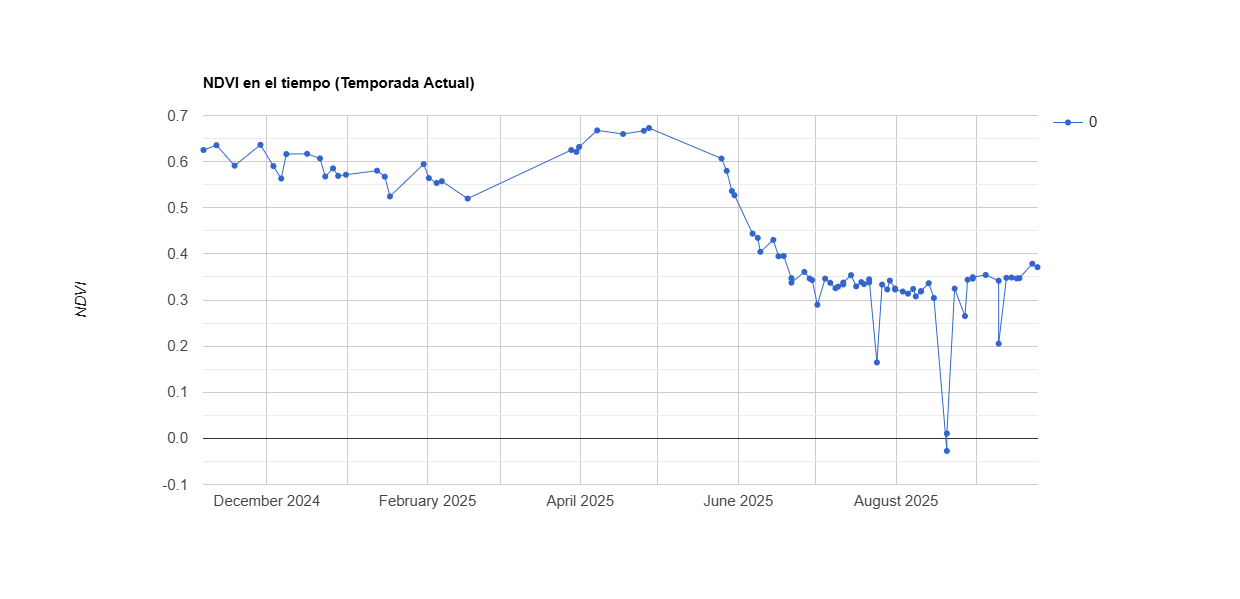 NDVI en el tiempo (Temporada Actual)
0.7
0.6
0.5
0.4
0.3
0.2
0.1
0.0
-0.1
NDVI
December 2024
February 2025
April 2025
June 2025
August 2025
0